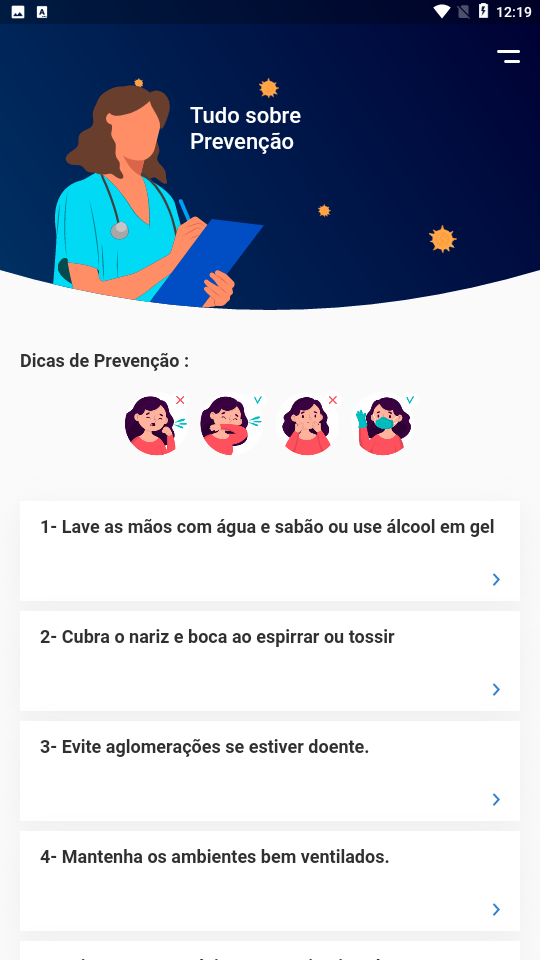 12:19
Tudo sobre
Prevenção
Dicas de Prevenção :
1- Lave as mãos com água e sabão ou use álcool em gel
2- Cubra o nariz e boca ao espirrar ou tossir
3- Evite aglomerações se estiver doente.
4- Mantenha os ambientes bem ventilados.